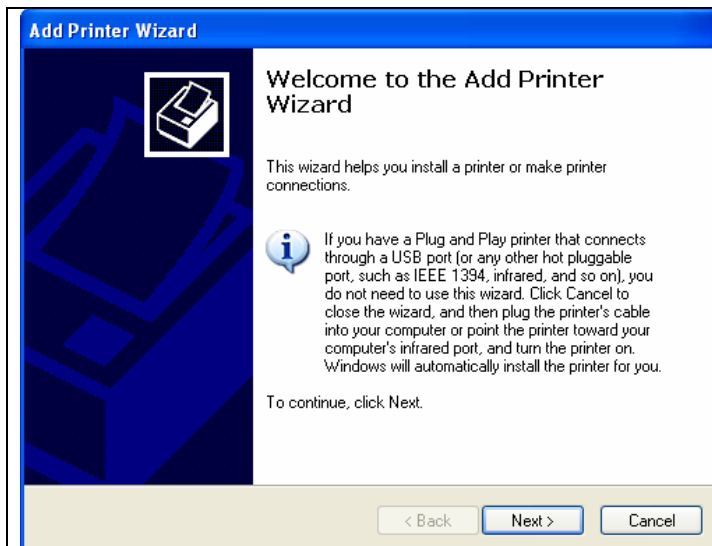 Add Printer Wizard
Welcome to the Add Printer
Wizard
This wizard helps you install a printer or make printer
connections.
If you have a Plug and Play printer that connects
through a USB port (or any other hot pluggable
port, such as IEEE 1394, infrared, and so on), you
do not need to use this wizard. Click Cancel to
close the wizard, and then plug the printer's cable
into your computer or point the printer toward your
computer's infrared port, and turn the printer on.
Windows will automatically install the printer for you.
To continue, click Next.
< Back Next > Cancel